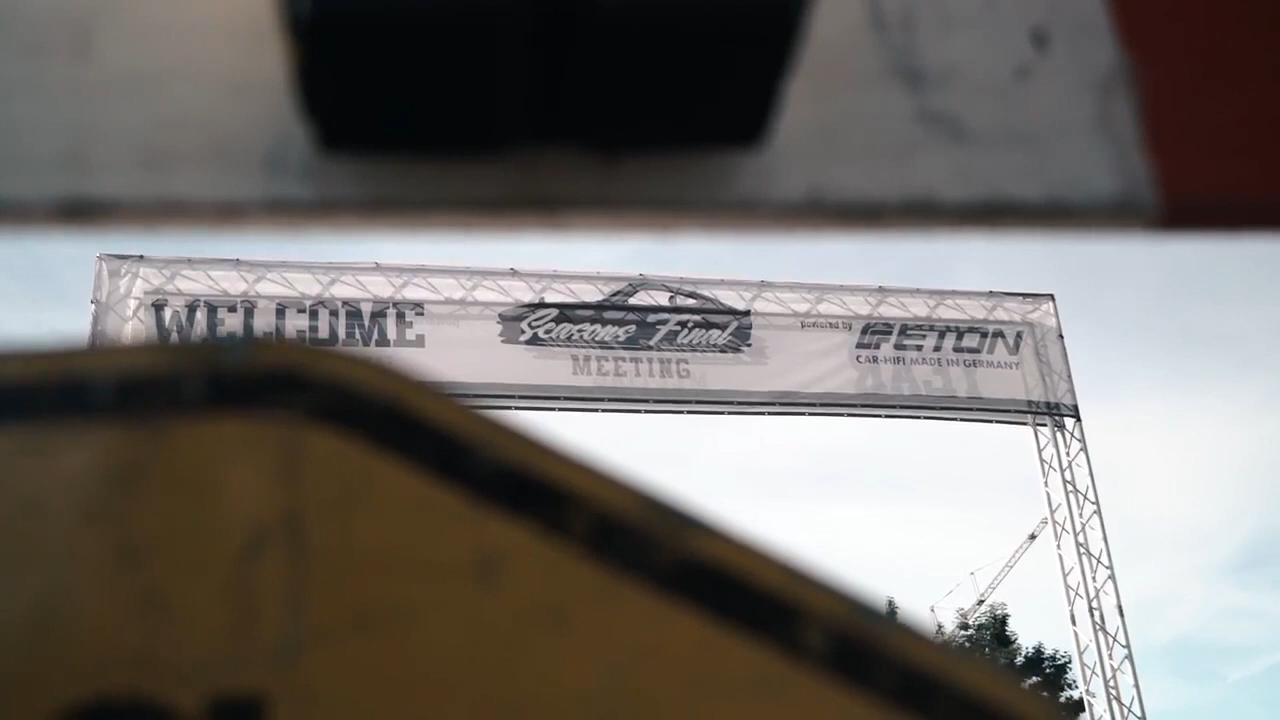 WELCOME
Seasons Final
MEETING
powered by
ETON
CAR-HIFI MADE IN GERMANY